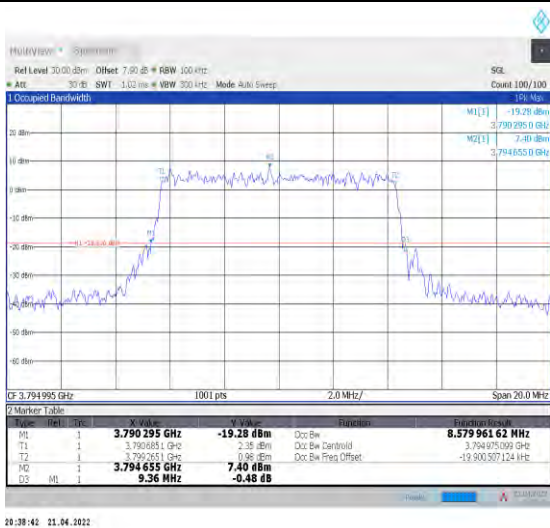 MultiView Spectrum
Ref Level 30.00 dBm Offset 7.90 dB RBW 100 kHz SGL
Att 30 dB SWT 1.02 ms VBW 300 kHz Mode Auto Sweep Count 100/100
1 Occupied Bandwidth 1Pk Max
M1[1] -19.28 dBm
3.790 295 0 GHz
M2[1] 7.40 dBm
3.794 655 0 GHz
20 dBm
10 dBm
0 dBm
-10 dBm
-20 dBm
-30 dBm
-40 dBm
-50 dBm
-60 dBm
M2
T1
T2
M1
D3
CF 3.794 995 GHz 1001 pts 2.0 MHz/ Span 20.0 MHz
2 Marker Table
Type Ref Trc X-Value Y-Value Function Function Result
M1 1 3.790 295 GHz -19.28 dBm Occ Bw 8.579 961 62 MHz
T1 1 3.7906851 GHz 2.35 dBm Occ Bw Centroid 3.794975099 GHz
T2 1 3.7992651 GHz 0.98 dBm Occ Bw Freq Offset -19.900507124 kHz
M2 1 3.794 655 GHz 7.40 dBm
D3 M1 1 9.36 MHz -0.48 dB
20:38:42 21.04.2022